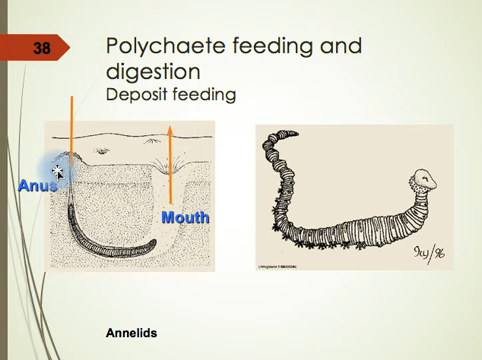 38
Polychaete feeding and
digestion
Deposit feeding
Anus
Mouth
Annelids